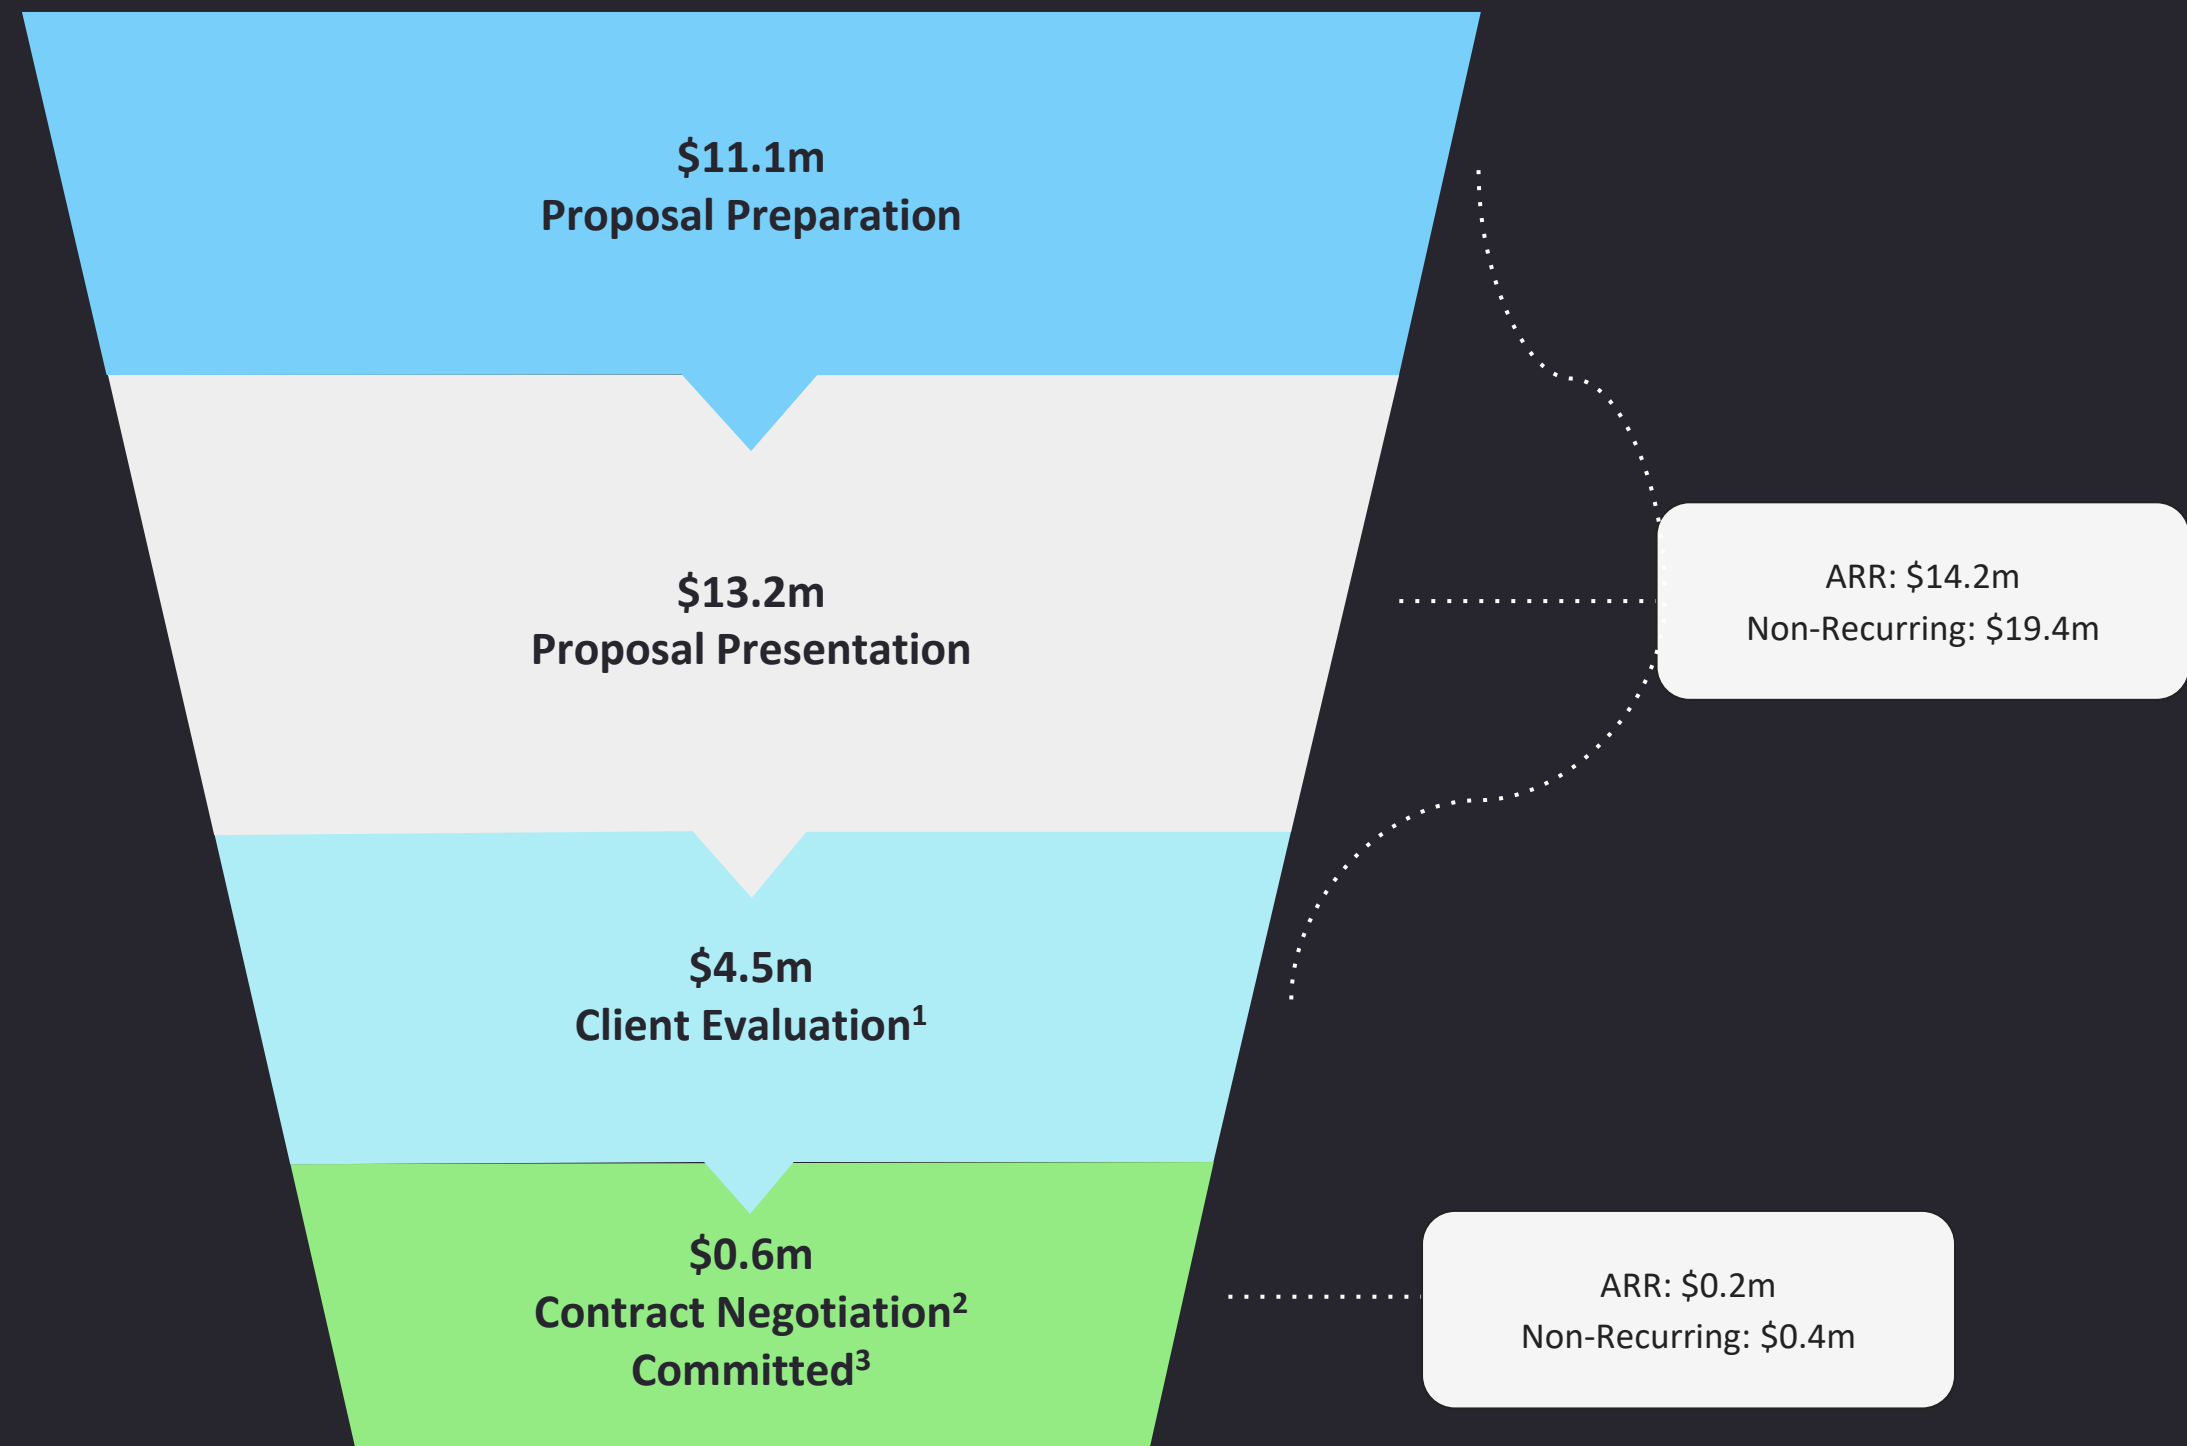 $11.1m
Proposal Preparation
$13.2m
Proposal Presentation
ARR: $14.2m
Non-Recurring: $19.4m
$4.5m
Client Evaluation¹
$0.6m
Contract Negotiation²
Committed³
ARR: $0.2m
Non-Recurring: $0.4m